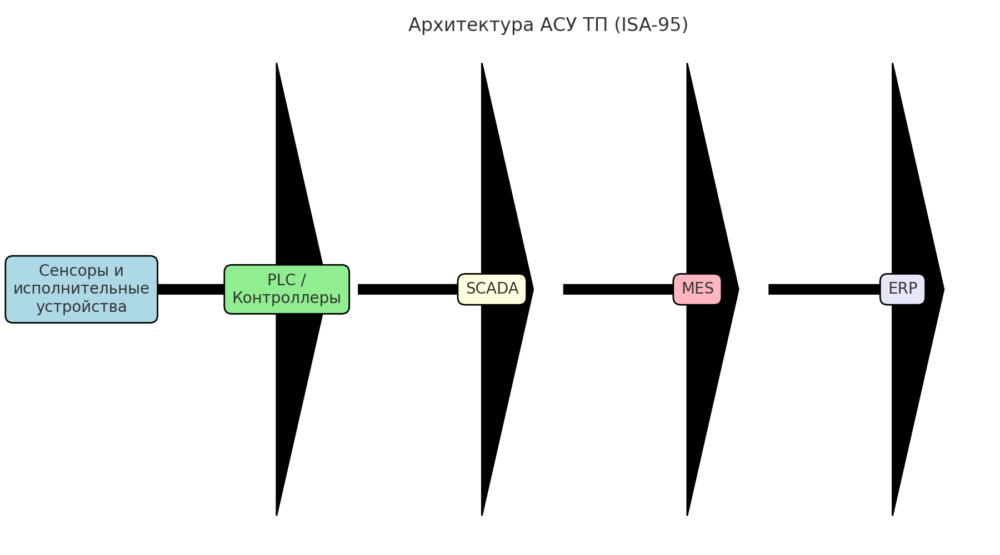 Архитектура АСУ ТП (ISA-95)
Сенсоры и
исполнительные
устройства
PLC /
Контроллеры
SCADA
MES
ERP